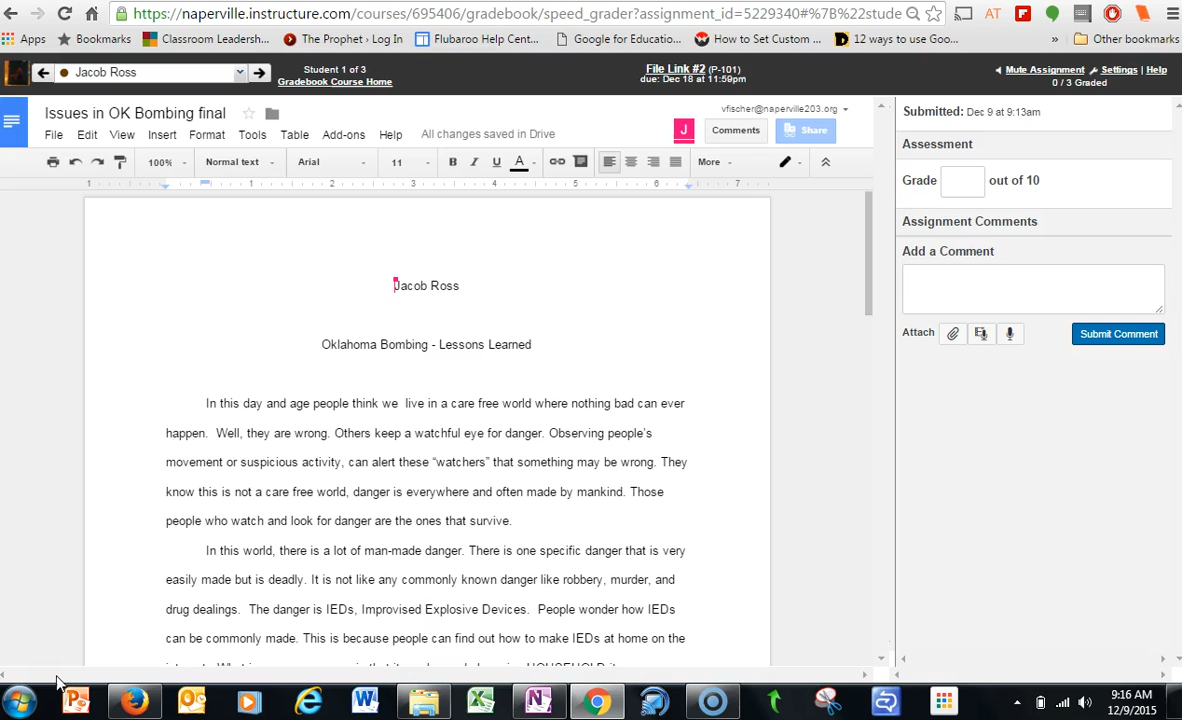 https://naperville.instructure.com/courses/695406/gradebook/speed_grader?assignment_id=5229340#%7B%22stude
Apps Bookmarks Classroom Leadersh... The Prophet › Log In Flubaroo Help Cent... Google for Educatio... How to Set Custom ... 12 ways to use Goo... » Other bookmarks
Jacob Ross
Student 1 of 3
Gradebook Course Home
File Link #2 (P-101)
due: Dec 18 at 11:59pm
Mute Assignment Settings | Help
0 / 3 Graded
Issues in OK Bombing final
vfischer@naperville203.org
File Edit View Insert Format Tools Table Add-ons Help All changes saved in Drive
J Comments Share
100% Normal text Arial 11 B I U A More
1 1 2 3 4 5 6 7
Jacob Ross
Oklahoma Bombing - Lessons Learned
In this day and age people think we  live in a care free world where nothing bad can ever
happen.  Well, they are wrong. Others keep a watchful eye for danger. Observing people's
movement or suspicious activity, can alert these “watchers” that something may be wrong. They
know this is not a care free world, danger is everywhere and often made by mankind. Those
people who watch and look for danger are the ones that survive.
In this world, there is a lot of man-made danger. There is one specific danger that is very
easily made but is deadly. It is not like any commonly known danger like robbery, murder, and
drug dealings.  The danger is IEDs, Improvised Explosive Devices.  People wonder how IEDs
can be commonly made. This is because people can find out how to make IEDs at home on the
Submitted: Dec 9 at 9:13am
Assessment
Grade out of 10
Assignment Comments
Add a Comment
Attach Submit Comment
9:16 AM
12/9/2015